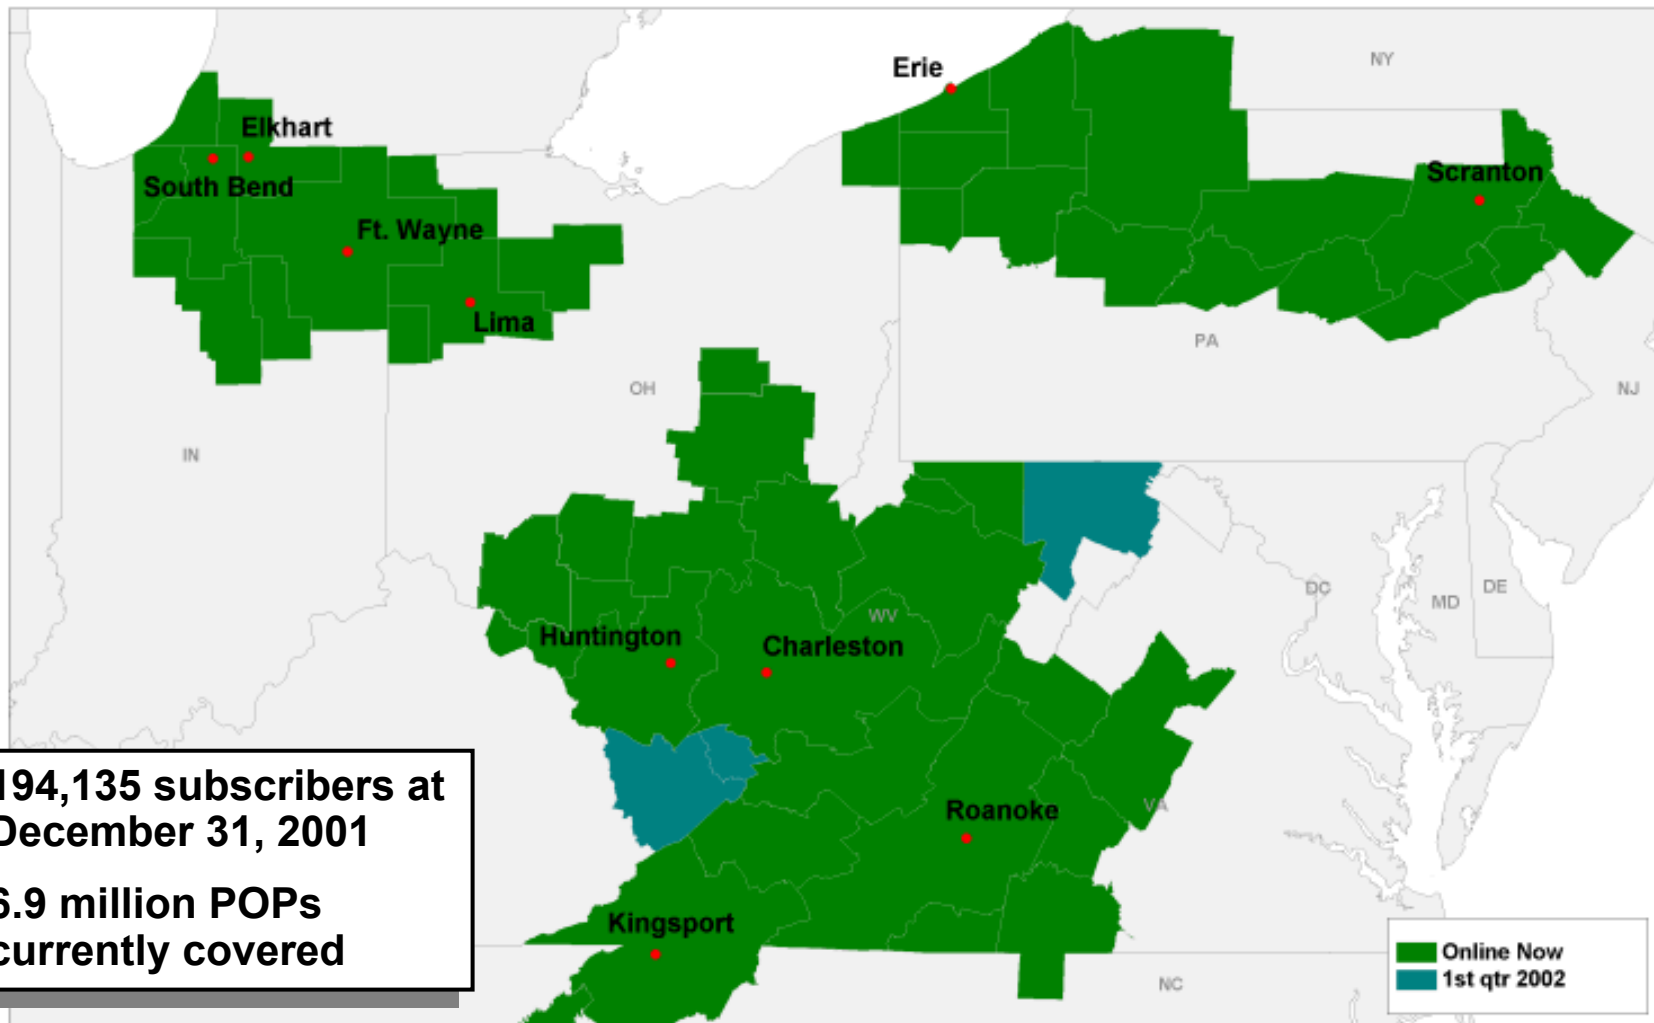 NY
Erie
Elkhart
South Bend
Scranton
Ft. Wayne
Lima
PA
OH
NJ
IN
DC
DE
MD
WV
Huntington
Charleston
194,135 subscribers at
December 31, 2001
6.9 million POPs
currently covered
VA
Roanoke
Kingsport
NC
Online Now
1st qtr 2002